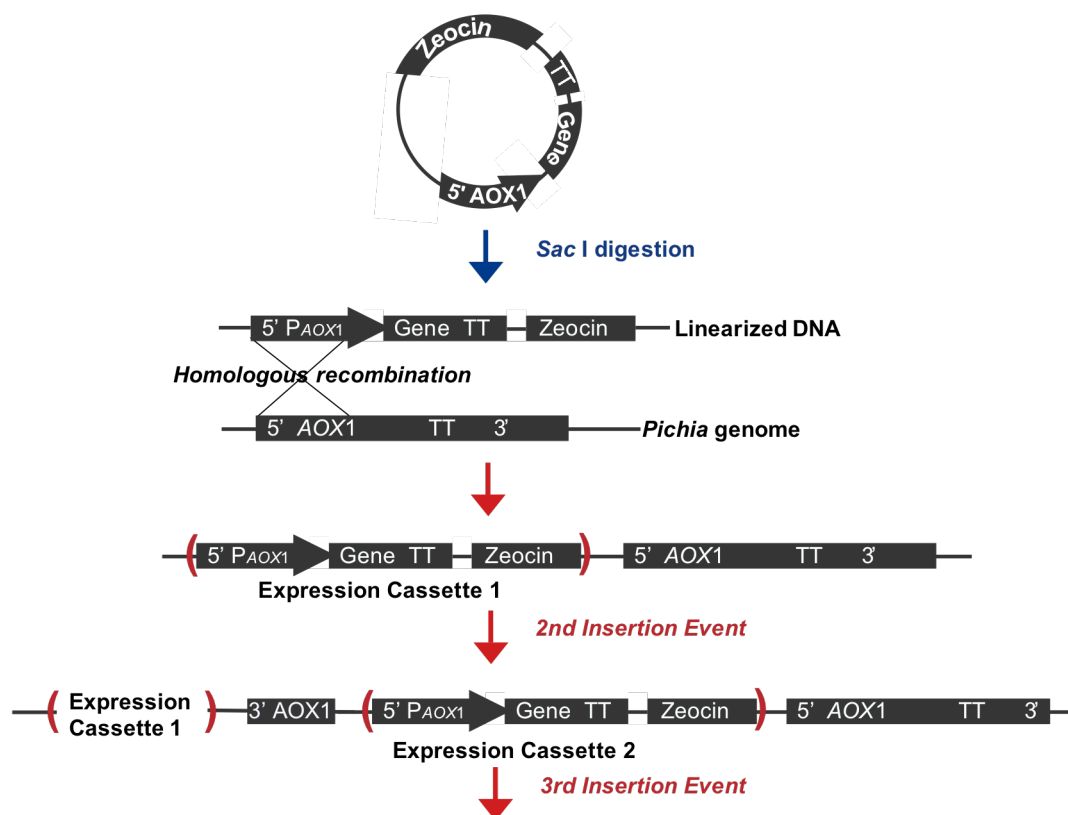 Zeocin
TT
Gene
5' AOX1
Sac I digestion
5’ PAOX1 Gene TT Zeocin Linearized DNA
Homologous recombination
5’ AOX1 TT 3’ Pichia genome
( 5’ PAOX1 Gene TT Zeocin ) 5’ AOX1 TT 3’
Expression Cassette 1
2nd Insertion Event
( Expression Cassette 1 ) 3’ AOX1 ( 5’ PAOX1 Gene TT Zeocin ) 5’ AOX1 TT 3’
Expression Cassette 2
3rd Insertion Event